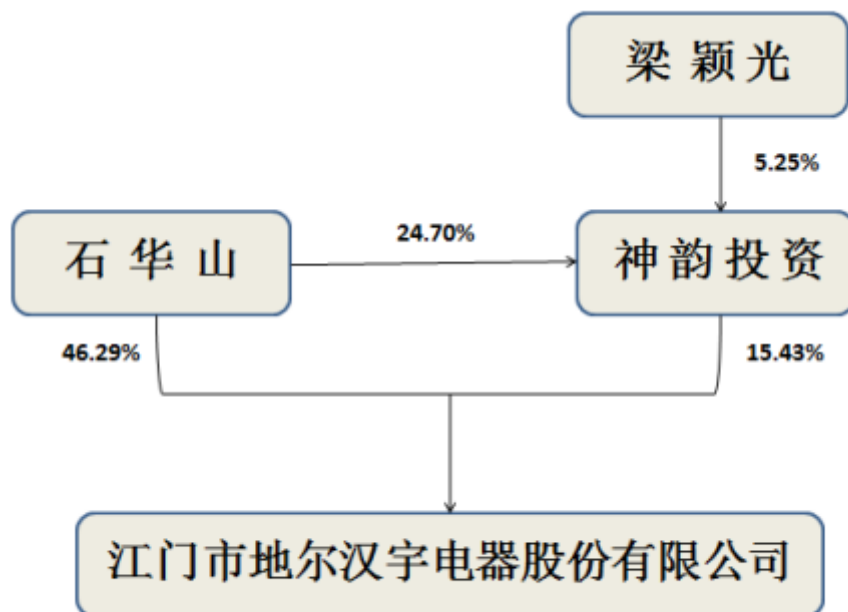 梁颖光
5.25%
石华山
24.70%
神韵投资
46.29%
15.43%
江门市地尔汉宇电器股份有限公司